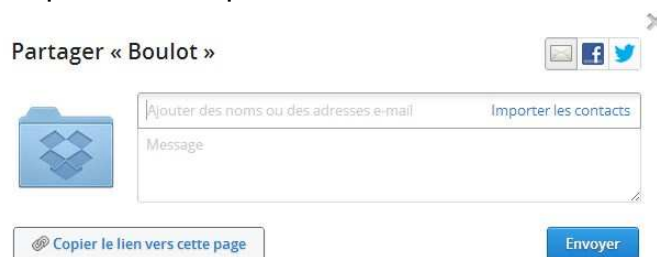 Partager « Boulot »
Ajouter des noms ou des adresses e-mail Importer les contacts
Message
Copier le lien vers cette page Envoyer